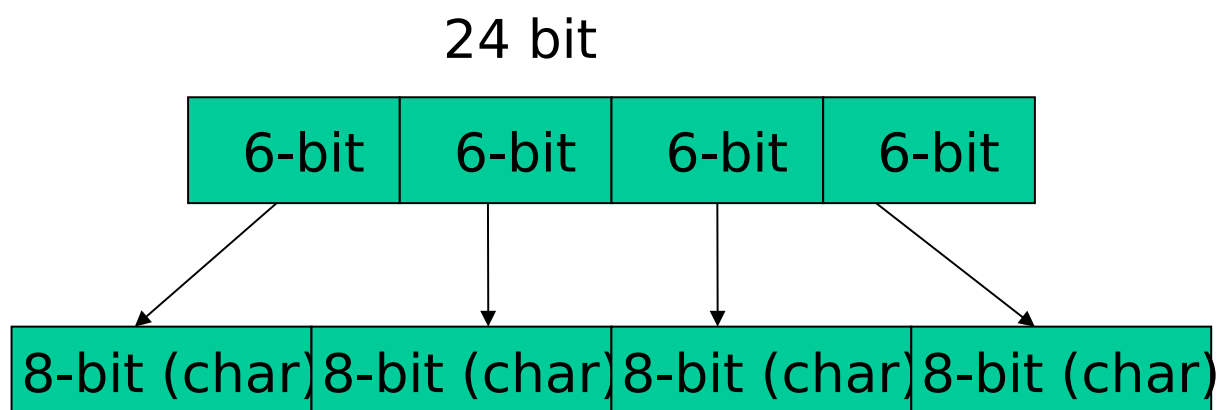 24 bit
6-bit 6-bit 6-bit 6-bit
8-bit (char) 8-bit (char) 8-bit (char) 8-bit (char)